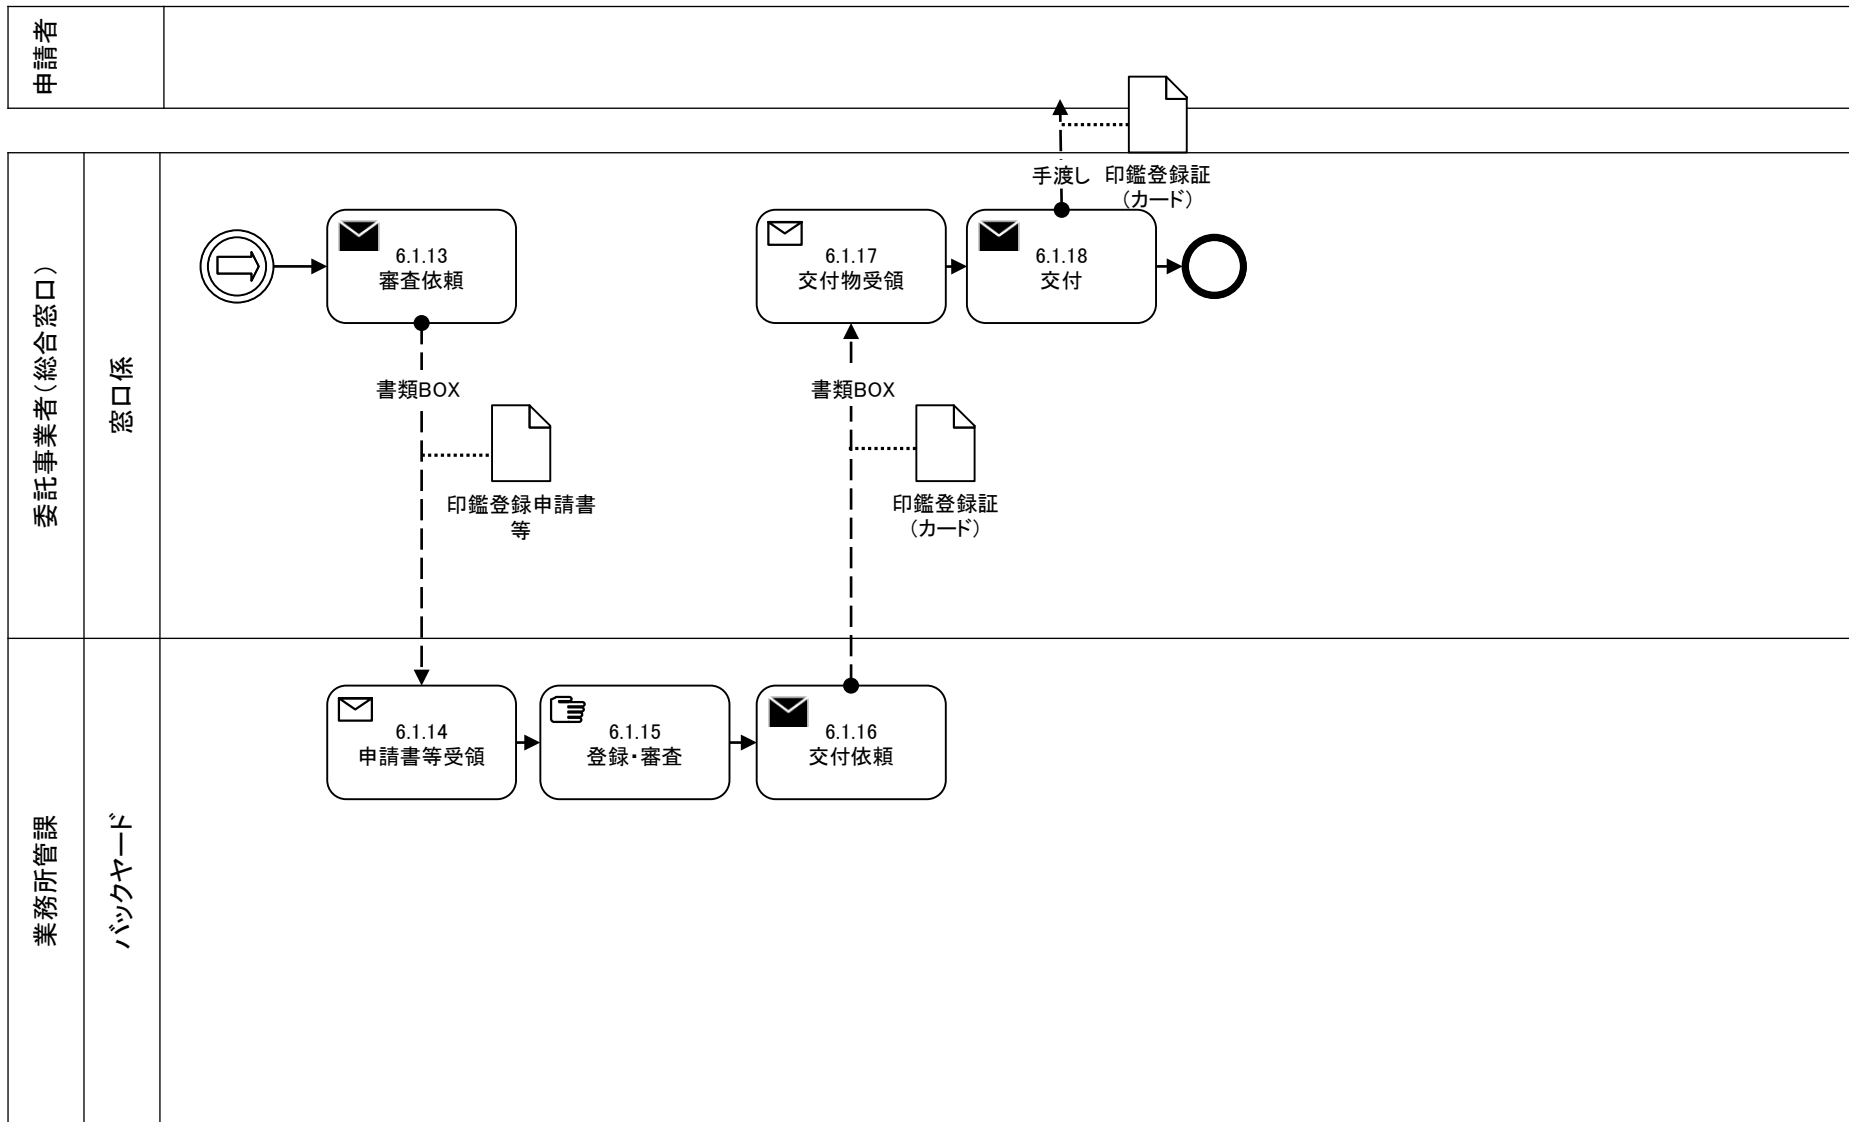 申請者
手渡し
印鑑登録証
（カード）
委託事業者（総合窓口）
窓口係
6.1.13
審査依頼
6.1.17
交付物受領
6.1.18
交付
書類BOX
書類BOX
印鑑登録申請書
等
印鑑登録証
（カード）
業務所管課
バックヤード
6.1.14
申請書等受領
6.1.15
登録・審査
6.1.16
交付依頼